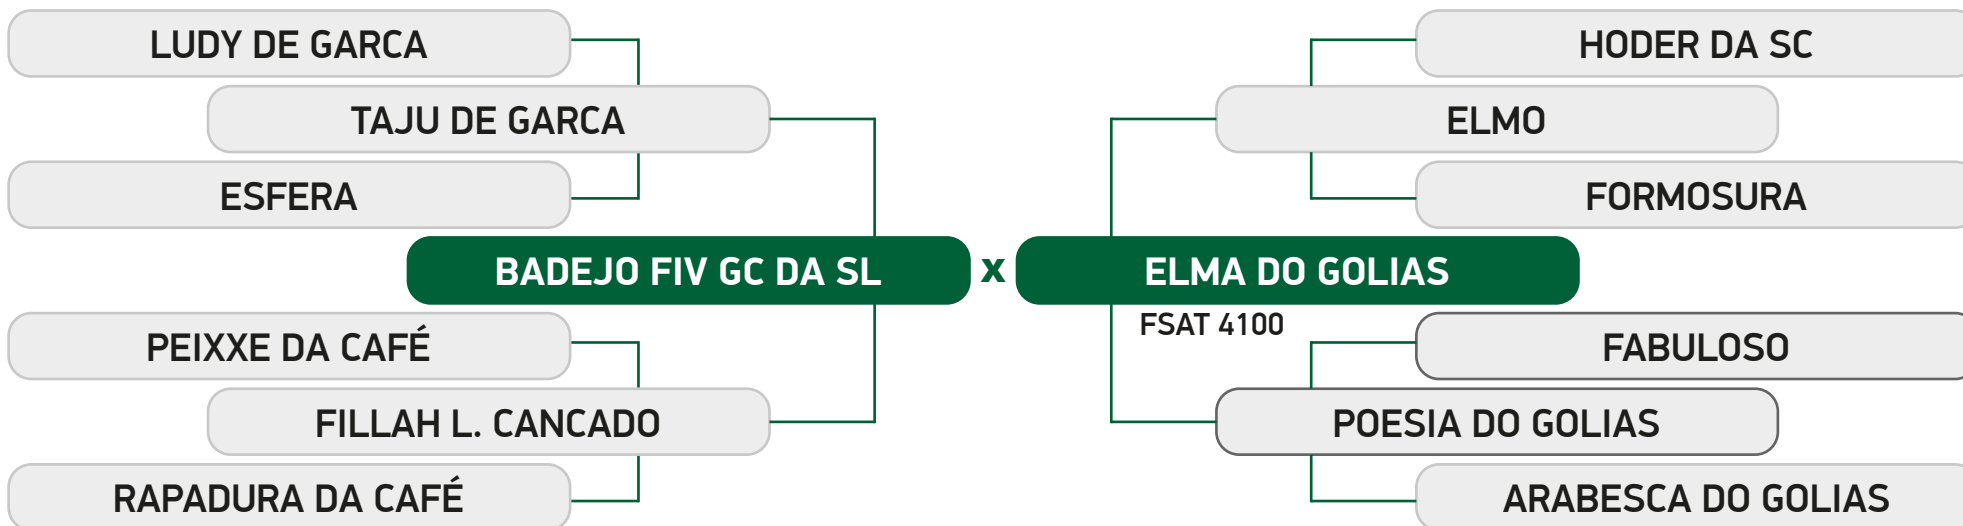 LUDY DE GARCA
HODER DA SC
TAJU DE GARCA
ELMO
ESFERA
FORMOSURA
BADEJO FIV GC DA SL x ELMA DO GOLIAS
FSAT 4100
PEIXXE DA CAFÉ
FABULOSO
FILLAH L. CANCADO
POESIA DO GOLIAS
RAPADURA DA CAFÉ
ARABESCA DO GOLIAS